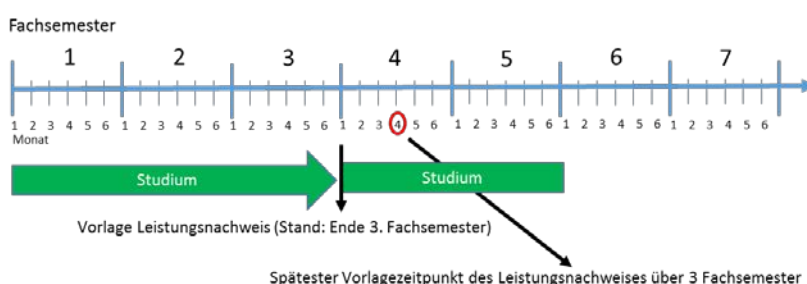 Fachsemester
1 2 3 4 5 6 7
1 2 3 4 5 6 1 2 3 4 5 6 1 2 3 4 5 6 1 2 3 4 5 6 1 2 3 4 5 6 1 2 3 4 5 6 1 2 3 4 5 6
Monat
Studium Studium
Vorlage Leistungsnachweis (Stand: Ende 3. Fachsemester)
Spätester Vorlagezeitpunkt des Leistungsnachweises über 3 Fachsemester